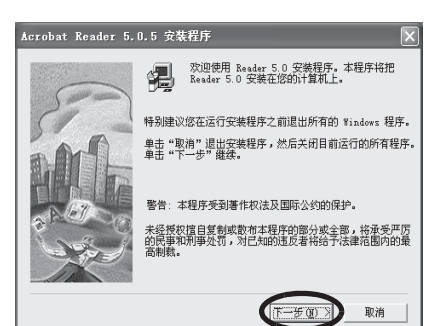 Acrobat Reader 5.0.5 安装程序
欢迎使用 Reader 5.0 安装程序。本程序将把
Reader 5.0 安装在您的计算机上。
特别建议您在运行安装程序之前退出所有的 Windows 程序。
单击“取消”退出安装程序，然后关闭目前运行的所有程序。
单击“下一步”继续。
警告: 本程序受到著作权法及国际公约的保护。
未经授权擅自复制或散布本程序的部分或全部，将承受严厉
的民事和刑事处罚，对已知的违反者将给予法律范围内的最
高制裁。
下一步(N) > 取消